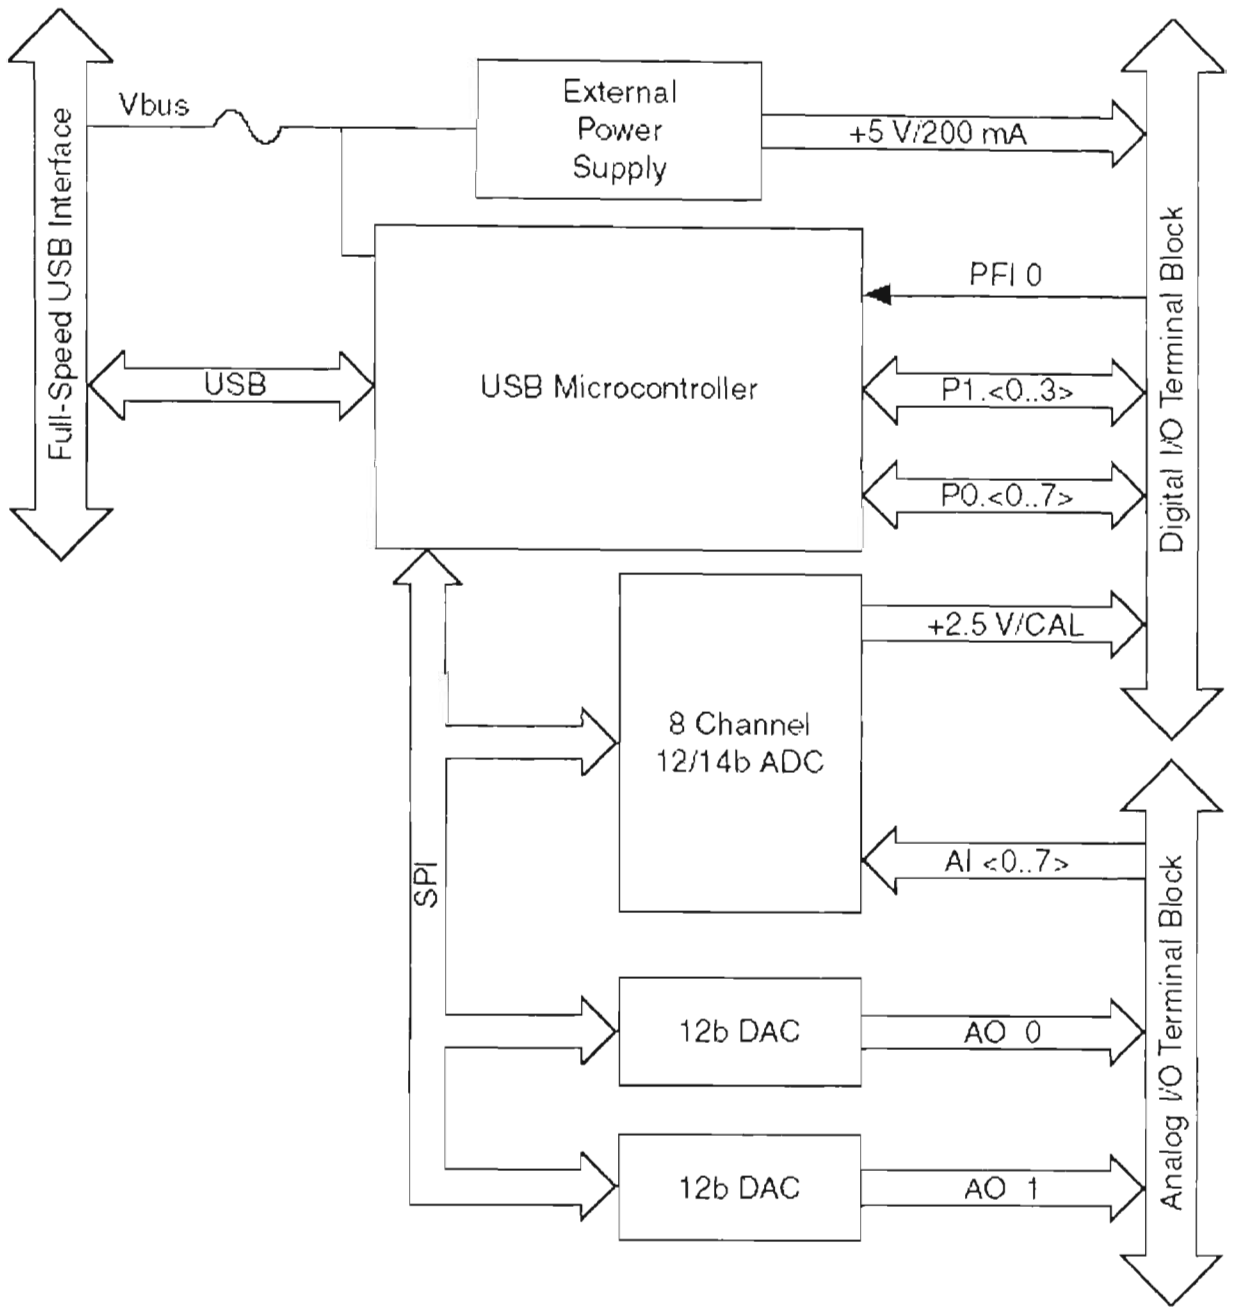 Vbus
External
Power
Supply
+5 V/200 mA
Full-Speed USB Interface
PFI 0
USB
USB Microcontroller
P1.<0..3>
P0.<0..7>
Digital I/O Terminal Block
+2.5 V/CAL
8 Channel
12/14b ADC
SPI
AI <0..7>
12b DAC
AO 0
12b DAC
AO 1
Analog I/O Terminal Block